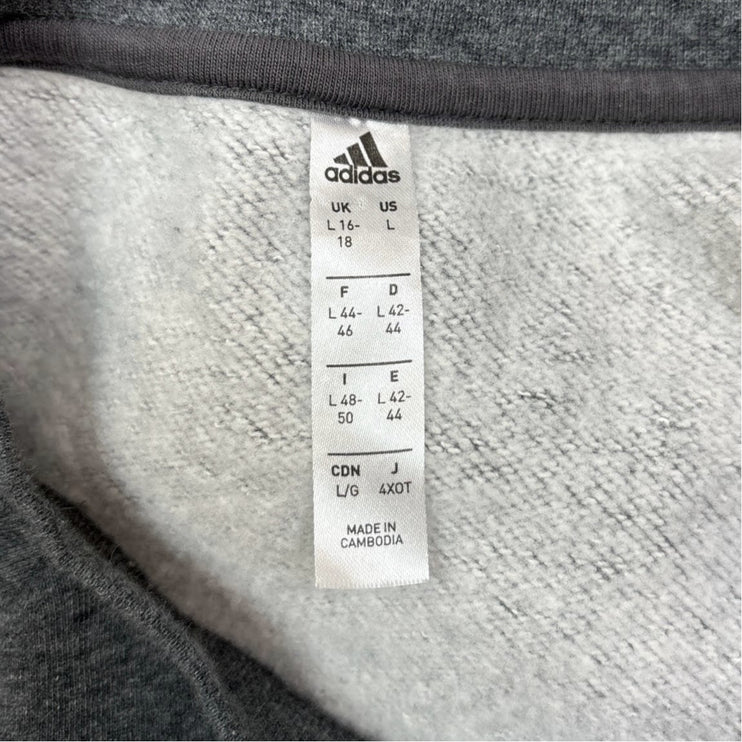 adidas
UK US
L 16- L
18
F D
L 44- L 42-
46 44
I E
L 48- L 42-
50 44
CDN J
L/G 4XOT
MADE IN
CAMBODIA